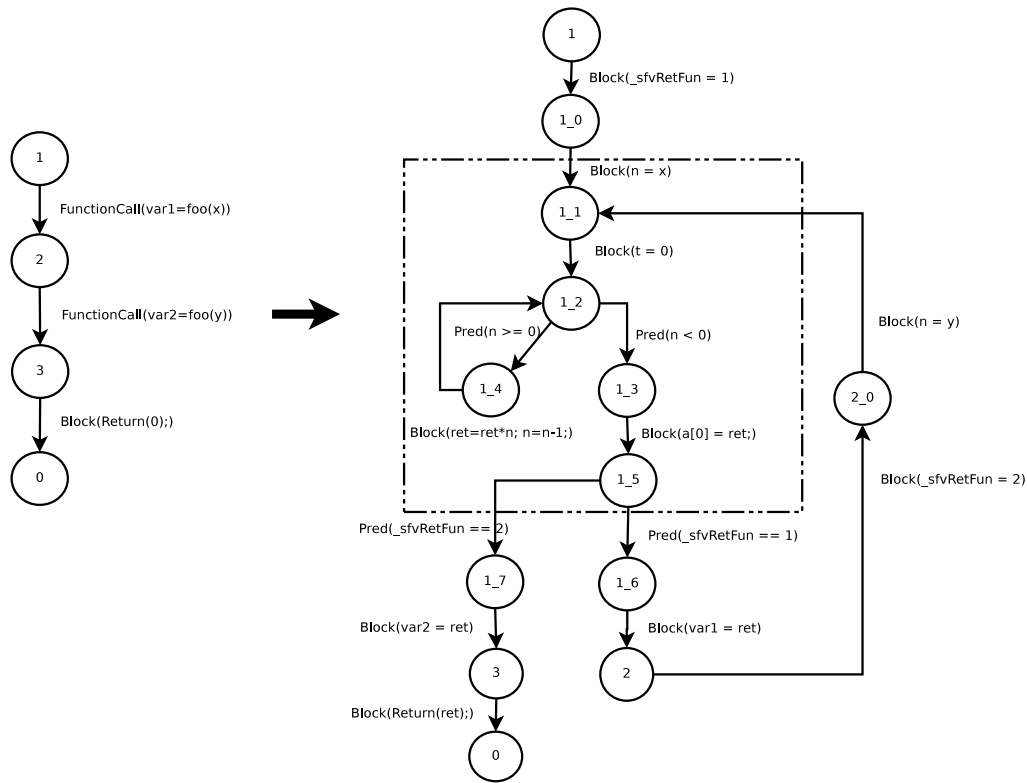 1
FunctionCall(var1=foo(x))
2
FunctionCall(var2=foo(y))
3
Block(Return(0);)
0
1
Block(_sfvRetFun = 1)
1_0
Block(n = x)
1_1
Block(t = 0)
1_2
Pred(n >= 0)
Pred(n < 0)
1_4
1_3
Block(ret=ret*n; n=n-1;)
Block(a[0] = ret;)
1_5
Block(n = y)
2_0
Block(_sfvRetFun = 2)
Pred(_sfvRetFun == 2)
Pred(_sfvRetFun == 1)
1_7
1_6
Block(var2 = ret)
Block(var1 = ret)
3
2
Block(Return(ret);)
0